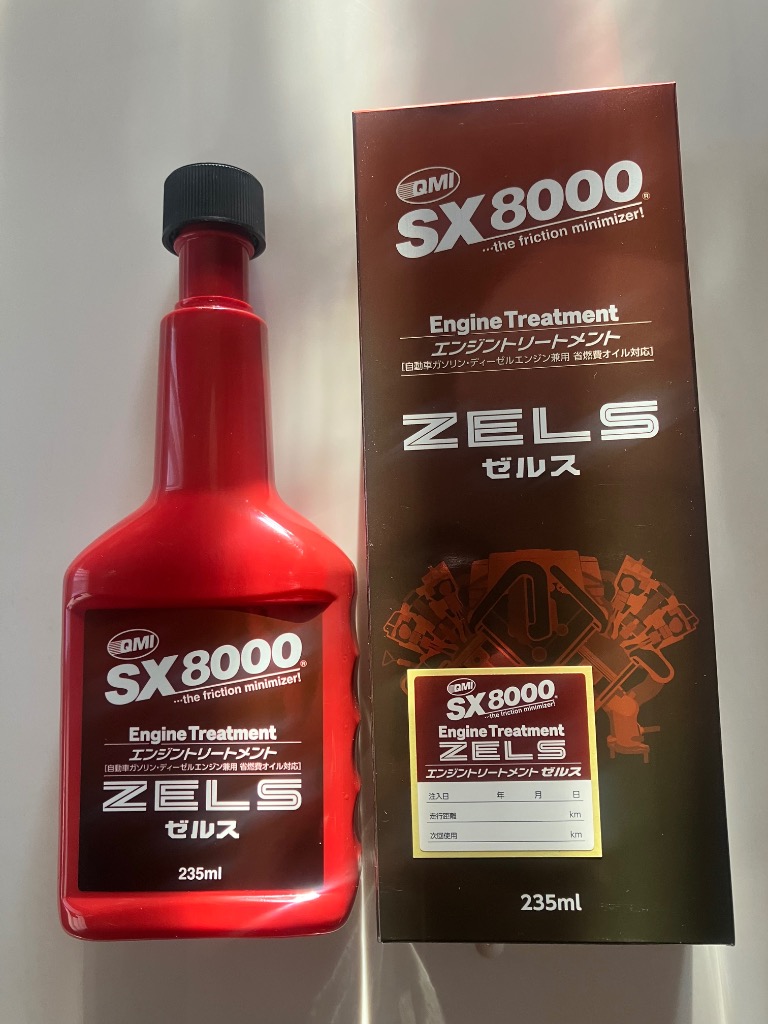 QMI
SX8000®
...the friction minimizer!
Engine Treatment
エンジントリートメント
[自動車ガソリン・ディーゼルエンジン兼用 省燃費オイル対応]
ZELS
ゼルス
235ml
QMI
SX8000®
...the friction minimizer!
Engine Treatment
エンジントリートメント
[自動車ガソリン・ディーゼルエンジン兼用 省燃費オイル対応]
ZELS
ゼルス
QMI
SX8000
...the friction minimizer!
Engine Treatment
ZELS
エンジントリートメント ゼルス
注入日 年 月 日
走行距離 km
次回使用 km
235ml